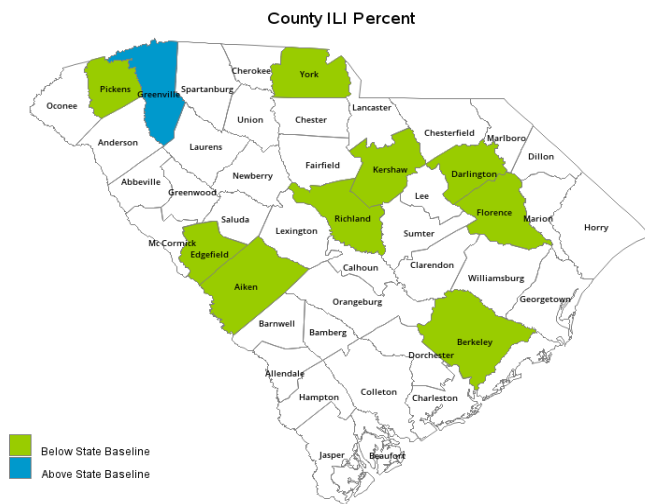 County ILI Percent
Cherokee
York
Pickens
Greenville
Spartanburg
Oconee
Lancaster
Union
Chester
Chesterfield
Marlboro
Anderson
Laurens
Dillon
Fairfield
Kershaw
Darlington
Abbeville
Newberry
Greenwood
Lee
Saluda
Richland
Florence
Marion
Horry
Lexington
Sumter
Mc Cormick
Edgefield
Calhoun
Clarendon
Williamsburg
Aiken
Orangeburg
Georgetown
Barnwell
Bamberg
Berkeley
Dorchester
Allendale
Colleton
Hampton
Charleston
Jasper
Beaufort
Below State Baseline
Above State Baseline